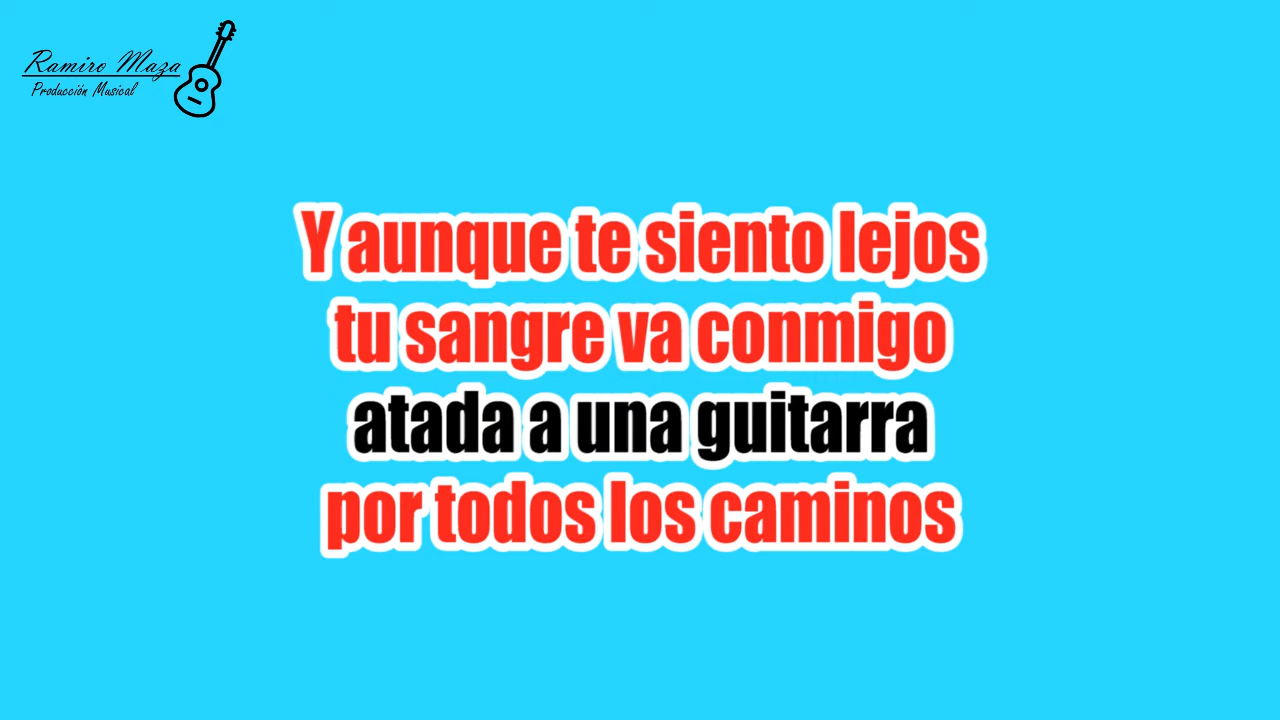 Ramiro Maza
Producción Musical
Y aunque te siento lejos
tu sangre va conmigo
atada a una guitarra
por todos los caminos